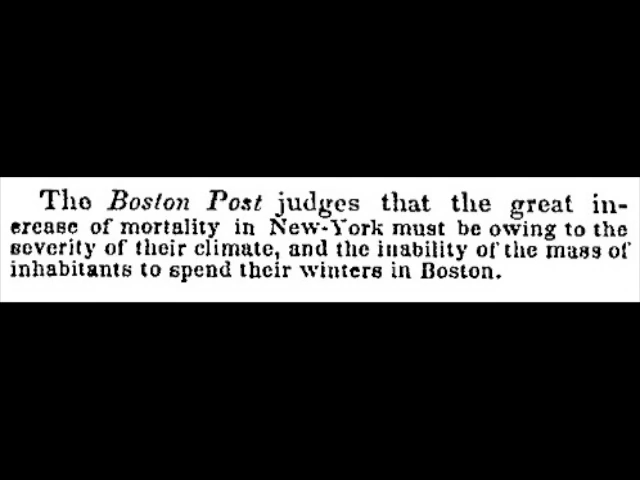 The Boston Post judges that the great in-
crease of mortality in New-York must be owing to the
severity of their climate, and the inability of the mass of
inhabitants to spend their winters in Boston.